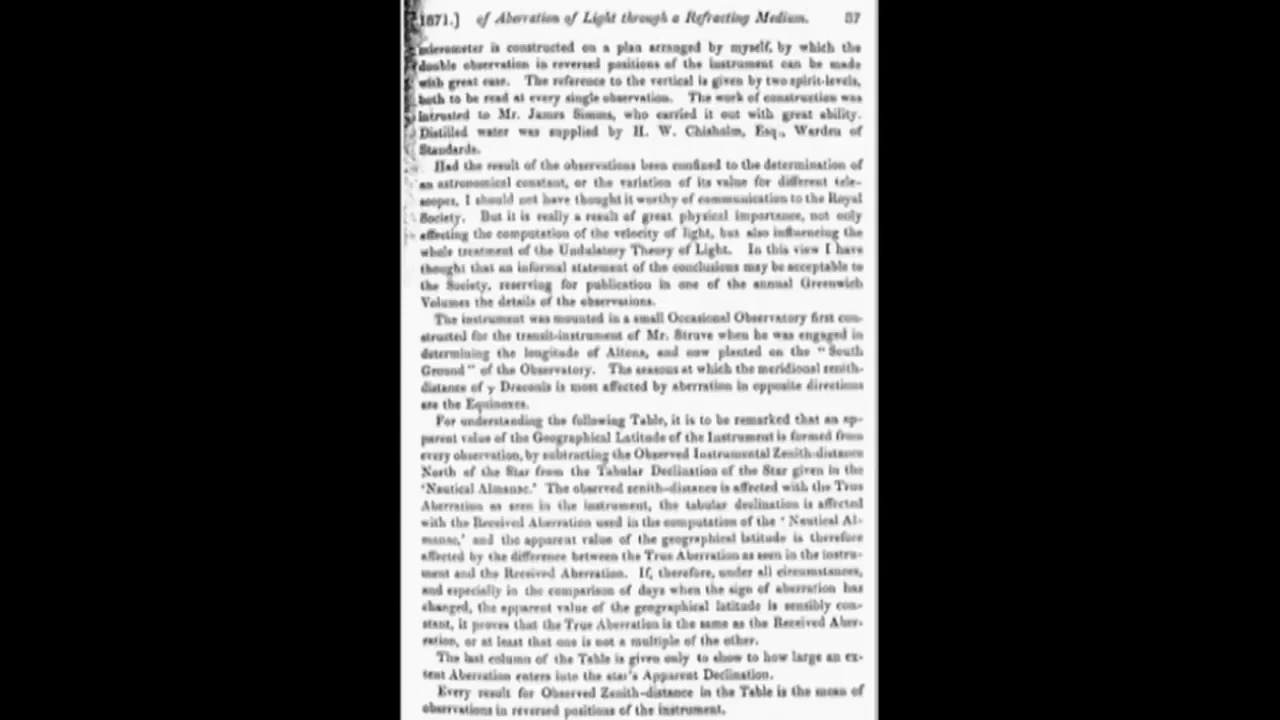 1871.] of Aberration of Light through a Refracting Medium. 37
micrometer is constructed on a plan arranged by myself, by which the
double observation in reversed positions of the instrument can be made
with great ease. The reference to the vertical is given by two spirit-levels,
both to be read at every single observation. The work of construction was
intrusted to Mr. James Simms, who carried it out with great ability.
Distilled water was supplied by H. W. Chisholm, Esq., Warden of
Standards.
Had the result of the observations been confined to the determination of
an astronomical constant, or the variation of its value for different tele-
scopes, I should not have thought it worthy of communication to the Royal
Society. But it is really a result of great physical importance, not only
affecting the computation of the velocity of light, but also influencing the
whole treatment of the Undulatory Theory of Light. In this view I have
thought that an informal statement of the conclusions may be acceptable to
the Society, reserving for publication in one of the annual Greenwich
Volumes the details of the observations.
The instrument was mounted in a small Occasional Observatory first con-
structed for the transit-instrument of Mr. Struve when he was engaged in
determining the longitude of Altona, and now planted on the "South
Ground" of the Observatory. The seasons at which the meridional zenith-
distance of γ Draconis is most affected by aberration in opposite directions
are the Equinoxes.
For understanding the following Table, it is to be remarked that an ap-
parent value of the Geographical Latitude of the Instrument is formed from
every observation, by subtracting the Observed Instrumental Zenith-distance
North of the Star from the Tabular Declination of the Star given in the
'Nautical Almanac.' The observed zenith-distance is affected with the True
Aberration as seen in the instrument, the tabular declination is affected
with the Received Aberration used in the computation of the 'Nautical Al-
manac,' and the apparent value of the geographical latitude is therefore
affected by the difference between the True Aberration as seen in the instru-
ment and the Received Aberration. If, therefore, under all circumstances,
and especially in the comparison of days when the sign of aberration has
changed, the apparent value of the geographical latitude is sensibly con-
stant, it proves that the True Aberration is the same as the Received Aber-
ration, or at least that one is not a multiple of the other.
The last column of the Table is given only to show to how large an ex-
tent Aberration enters into the star's Apparent Declination.
Every result for Observed Zenith-distance in the Table is the mean of
observations in reversed positions of the instrument.